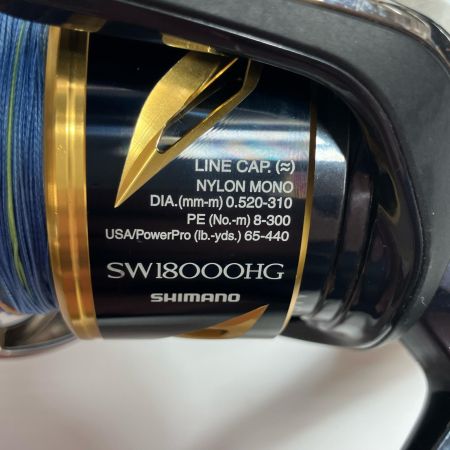 LINE CAP. (≈)
NYLON MONO
DIA.(mm-m) 0.520-310
PE (No.-m) 8-300
USA/PowerPro (lb.-yds.) 65-440
SW18000HG
SHIMANO